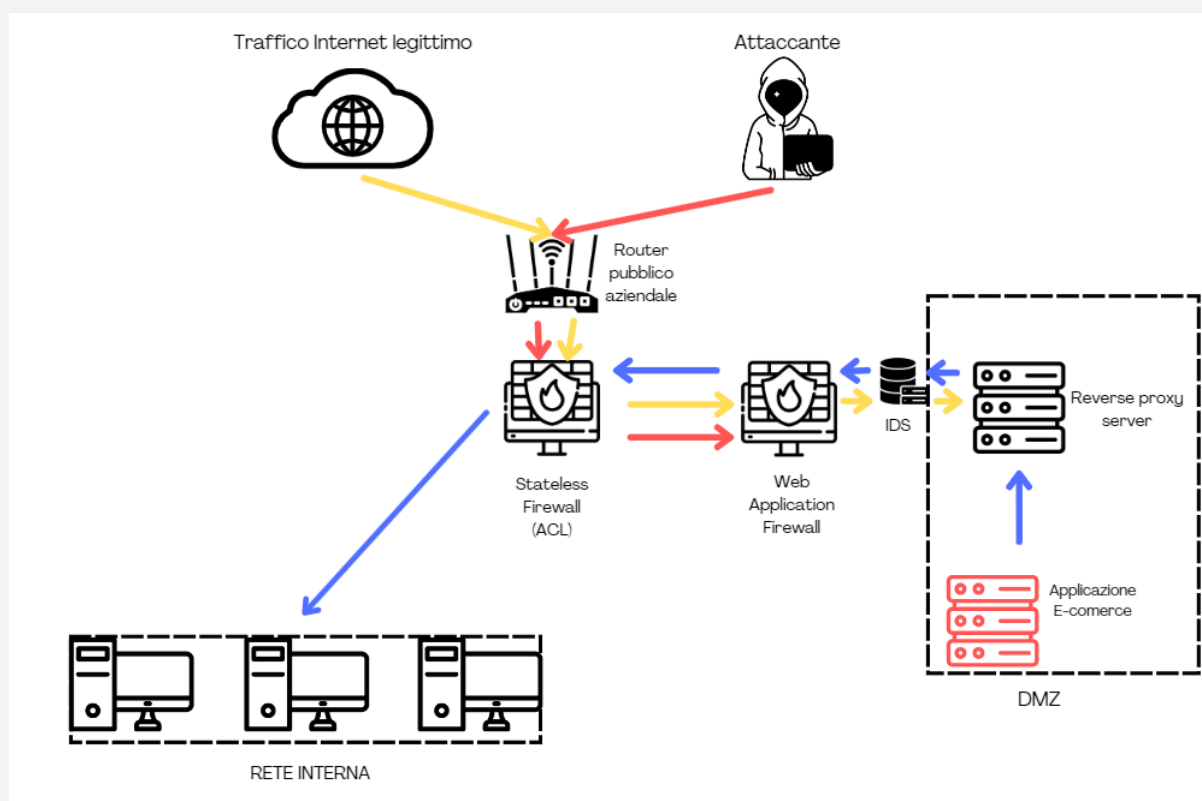 Traffico Internet legittimo
Attaccante
Router
pubblico
aziendale
IDS
Reverse proxy
server
Stateless
Firewall
(ACL)
Web
Application
Firewall
Applicazione
E-comerce
DMZ
RETE INTERNA